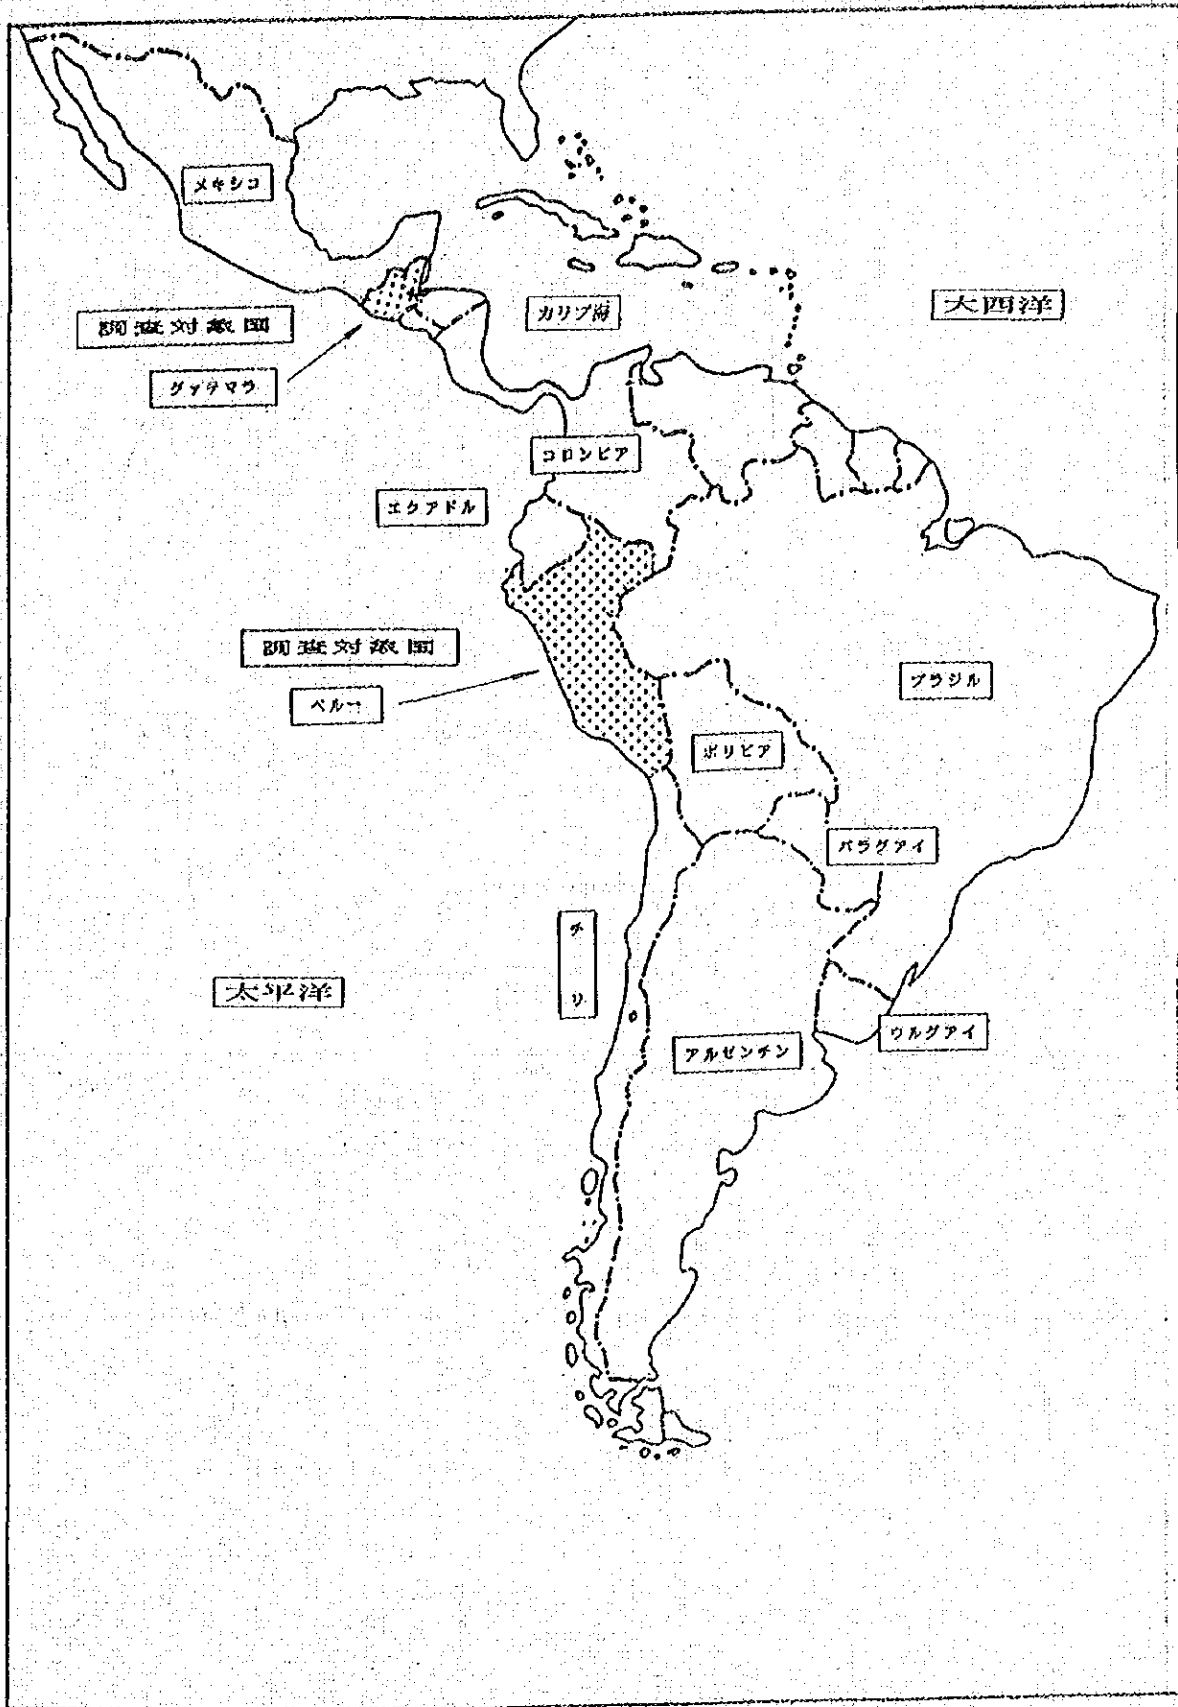 メキシコ
カリブ海
大西洋
調査対象国
グァテマラ
コロンビア
エクアドル
調査対象国
ペルー
ブラジル
ボリビア
パラグアイ
チリ
太平洋
ウルグアイ
アルゼンチン